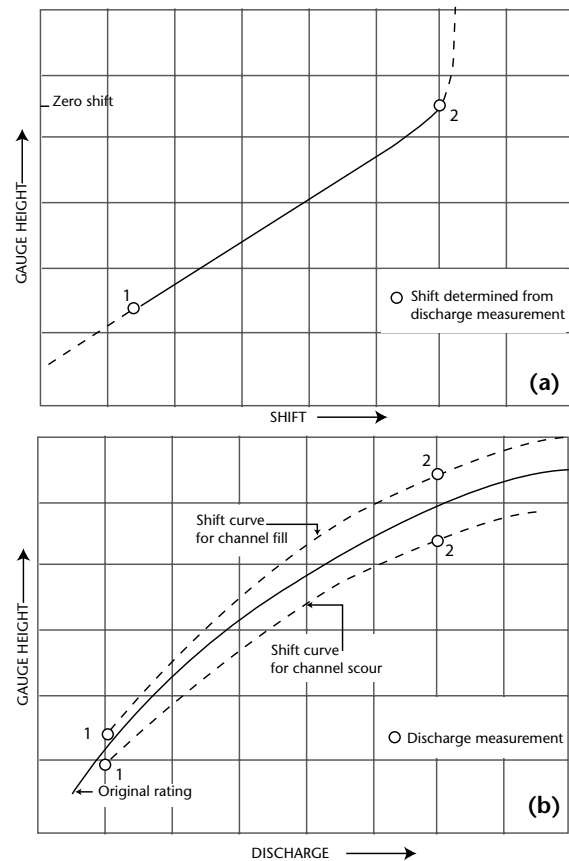 Zero shift
2
GAUGE HEIGHT
1
Shift determined from
discharge measurement
(a)
SHIFT
2
Shift curve
for channel fill
2
GAUGE HEIGHT
Shift curve
for channel scour
1
1
Discharge measurement
Original rating
(b)
DISCHARGE